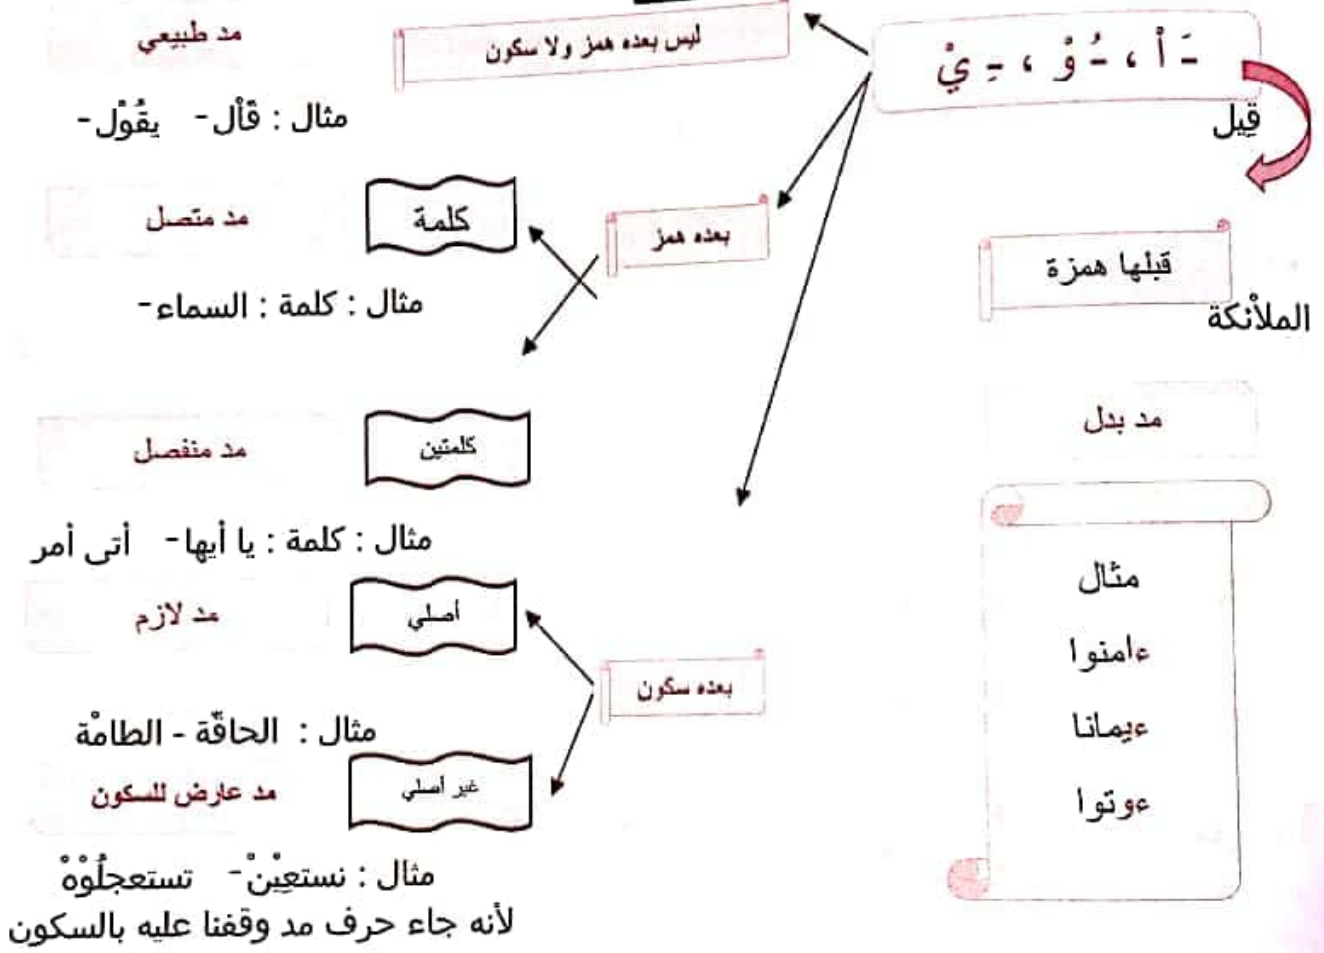 ـَ اْ ، ـُ وْ ، ـِ يْ
ليس بعده همز ولا سكون
مد طبيعي
قِيل
مثال : قَاْل- يقُوْل-
كلمة
مد متصل
بعده همز
قبلها همزة
مثال : كلمة : السماء-
الملاْئكة
مد بدل
كلمتين
مد منفصل
مثال : كلمة : يا أيها- أتى أمر
مثال
ءامنوا
ءيمانا
ءوتوا
أصلي
مد لازم
بعده سكون
مثال : الحاقّة - الطامْة
غير أصلي
مد عارض للسكون
مثال : نستعِيْنْ- تستعجلُوْهْ
لأنه جاء حرف مد وقفنا عليه بالسكون